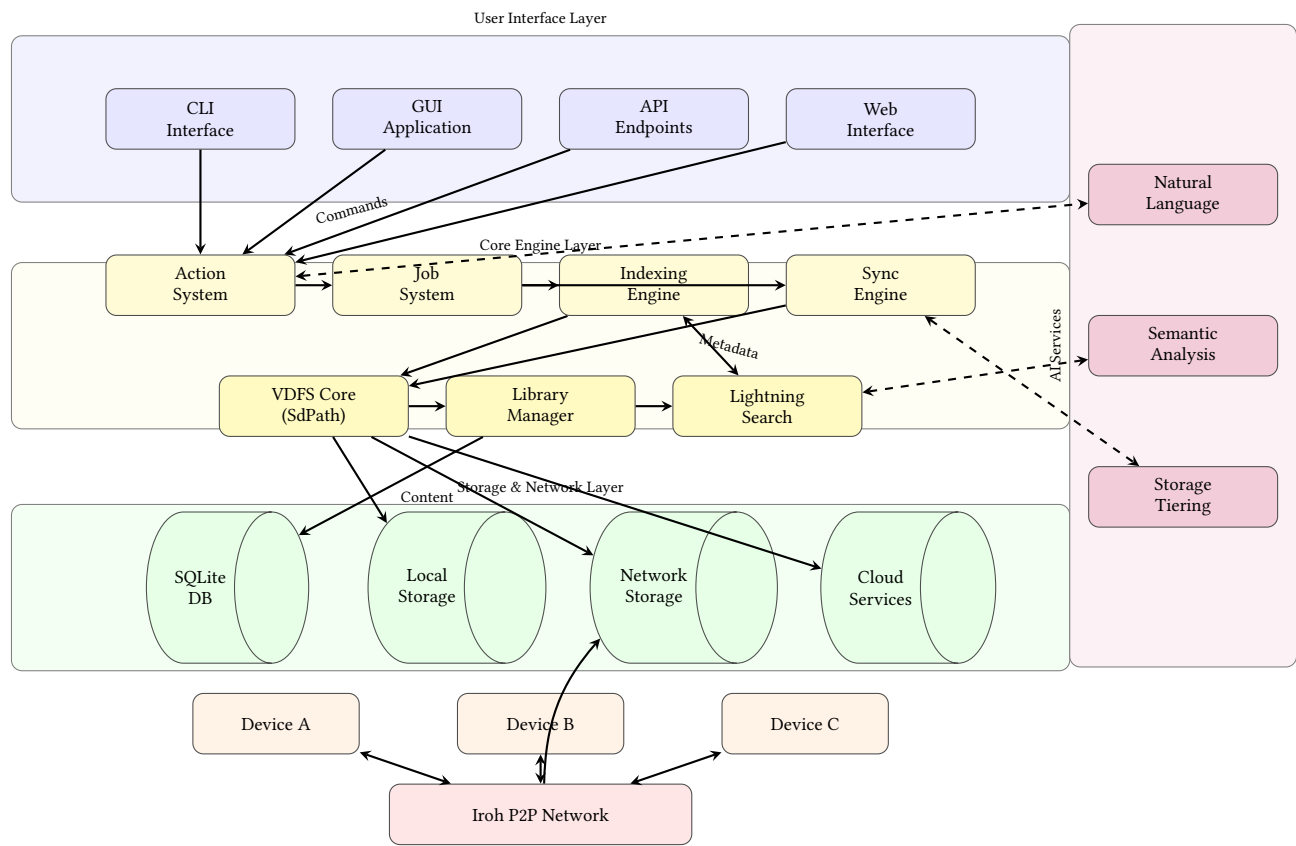 User Interface Layer
CLI
Interface
GUI
Application
API
Endpoints
Web
Interface
Natural
Language
Commands
Core Engine Layer
Action
System
Job
System
Indexing
Engine
Sync
Engine
Metadata
AI Services
Semantic
Analysis
VDFS Core
(SdPath)
Library
Manager
Lightning
Search
Storage
Tiering
Content
Storage & Network Layer
SQLite
DB
Local
Storage
Network
Storage
Cloud
Services
Device A
Device B
Device C
Iroh P2P Network